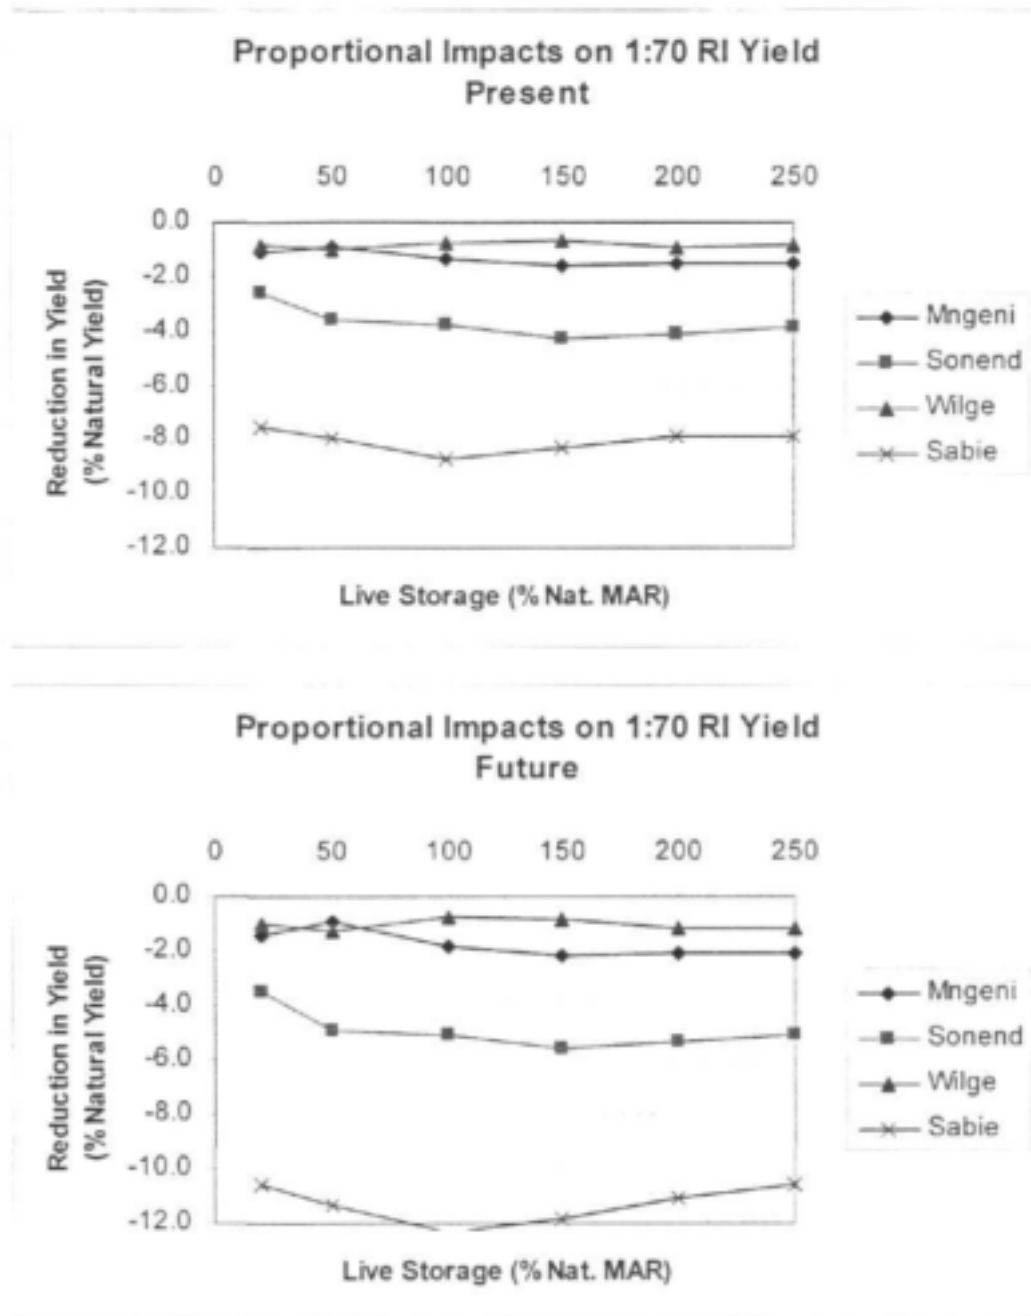 Proportional Impacts on 1:70 RI Yield
Present
0 50 100 150 200 250
0.0
-2.0
-4.0
-6.0
-8.0
-10.0
-12.0
Reduction in Yield
(% Natural Yield)
Live Storage (% Nat. MAR)
Mngeni
Sonend
Wilge
Sabie
Proportional Impacts on 1:70 RI Yield
Future
0 50 100 150 200 250
0.0
-2.0
-4.0
-6.0
-8.0
-10.0
-12.0
Reduction in Yield
(% Natural Yield)
Live Storage (% Nat. MAR)
Mngeni
Sonend
Wilge
Sabie